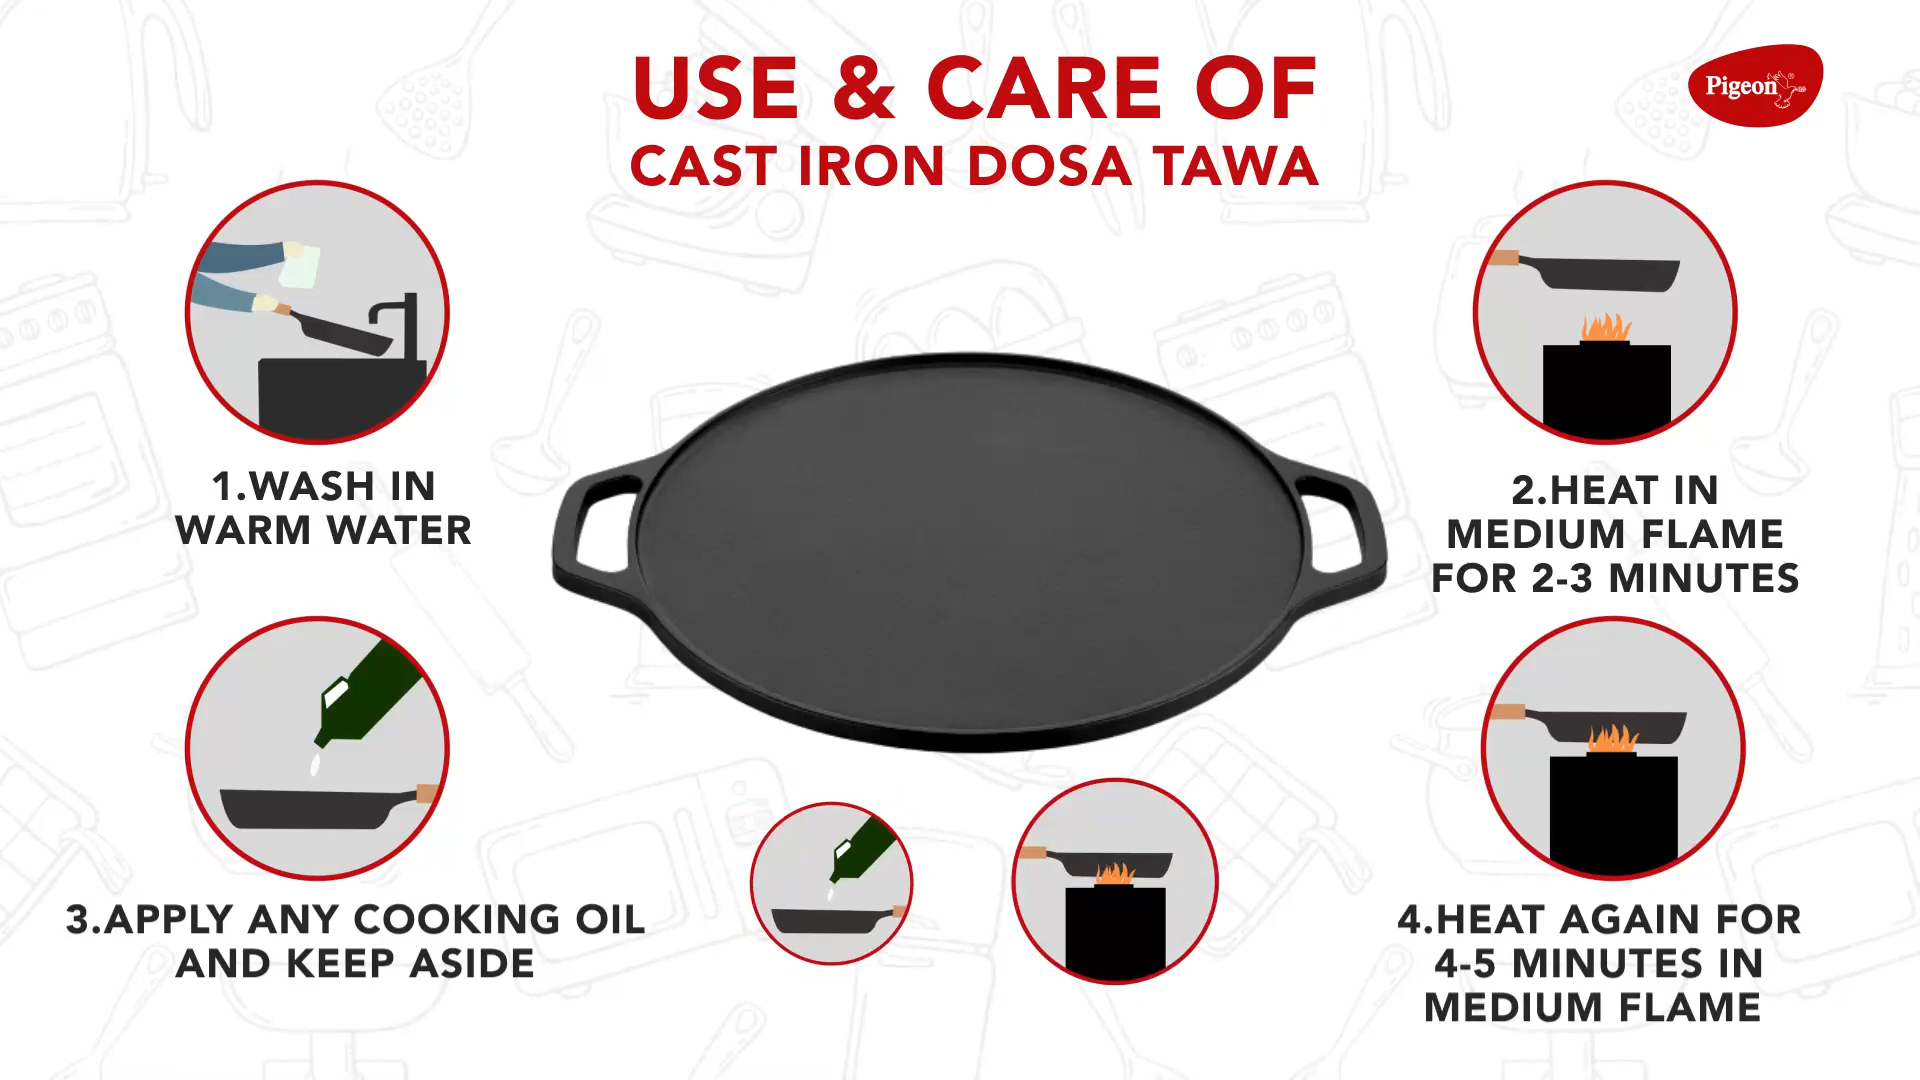 USE & CARE OF
CAST IRON DOSA TAWA
Pigeon
1.WASH IN
WARM WATER
2.HEAT IN
MEDIUM FLAME
FOR 2-3 MINUTES
3.APPLY ANY COOKING OIL
AND KEEP ASIDE
4.HEAT AGAIN FOR
4-5 MINUTES IN
MEDIUM FLAME